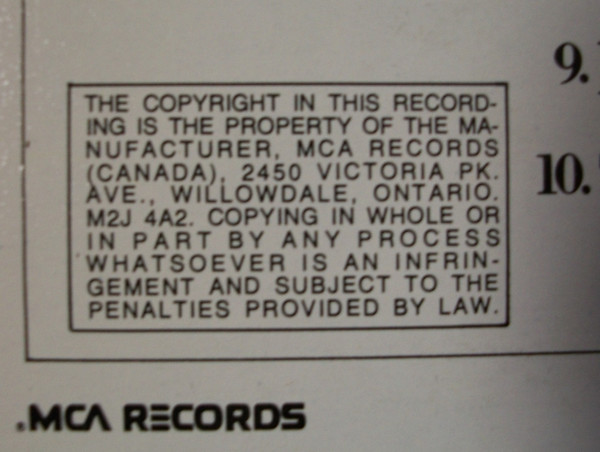 9.
THE COPYRIGHT IN THIS RECORD-
ING IS THE PROPERTY OF THE MA-
NUFACTURER, MCA RECORDS
(CANADA), 2450 VICTORIA PK.
AVE., WILLOWDALE, ONTARIO.
M2J 4A2. COPYING IN WHOLE OR
IN PART BY ANY PROCESS
WHATSOEVER IS AN INFRIN-
GEMENT AND SUBJECT TO THE
PENALTIES PROVIDED BY LAW.
10.
MCA RECORDS